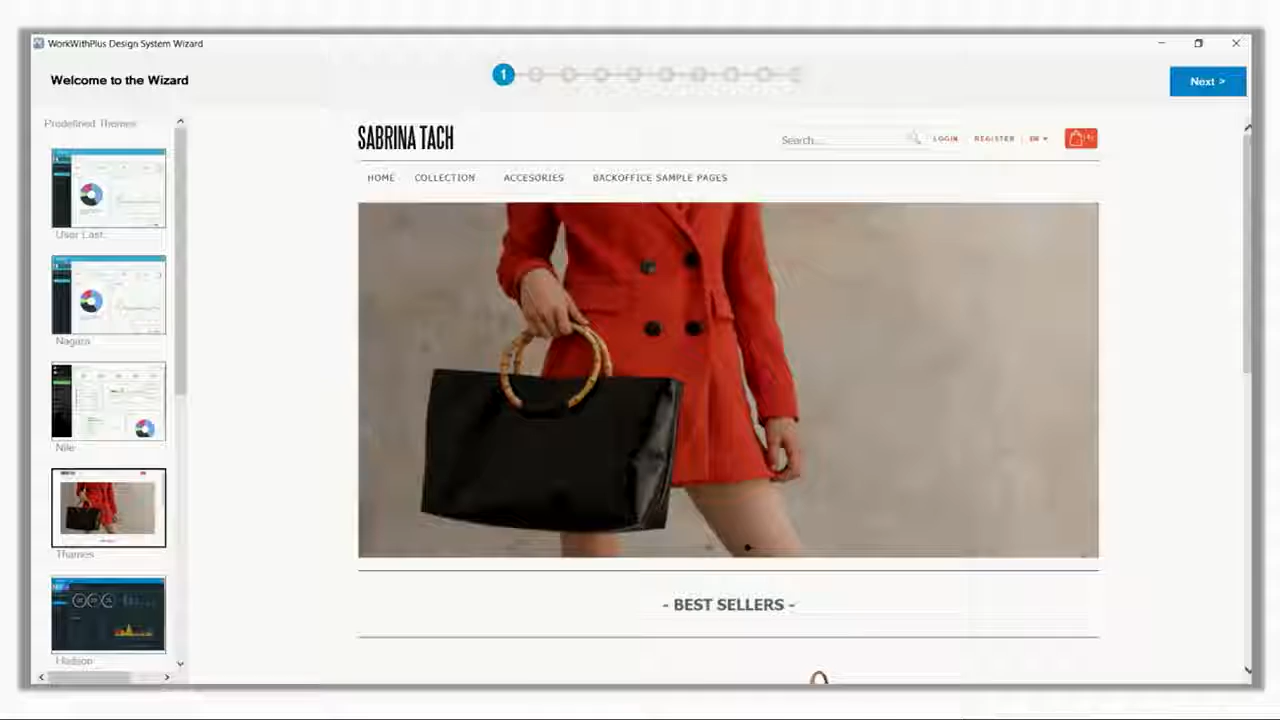 WorkWithPlus Design System Wizard
Welcome to the Wizard
1
Next >
Predefined Themes
User Last...
Nagara
Nile
Thames
Hudson
SABRINA TACH
Search...
LOGIN
REGISTER
EN
HOME
COLLECTION
ACCESORIES
BACKOFFICE SAMPLE PAGES
- BEST SELLERS -